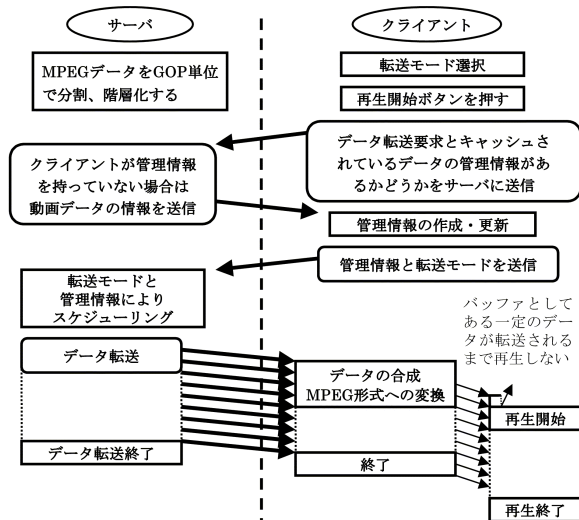 サーバ
クライアント
MPEGデータをGOP単位
で分割、階層化する
転送モード選択
再生開始ボタンを押す
データ転送要求とキャッシュさ
れているデータの管理情報があ
るかどうかをサーバに送信
クライアントが管理情報
を持っていない場合は
動画データの情報を送信
管理情報の作成・更新
管理情報と転送モードを送信
転送モードと
管理情報により
スケジューリング
バッファとして
ある一定のデー
タが転送される
まで再生しない
データ転送
データの合成
MPEG形式への変換
再生開始
データ転送終了
終了
再生終了